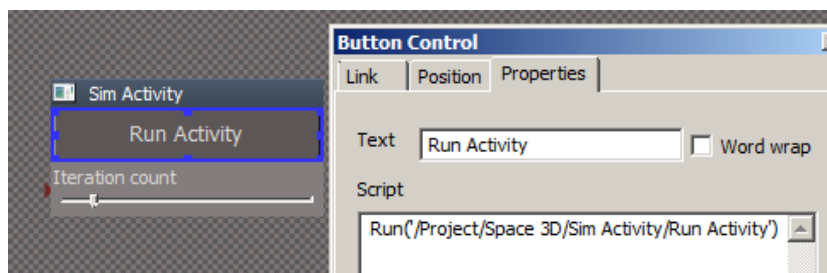 Button Control
Link Position Properties
Sim Activity
Run Activity
Iteration count
Text Run Activity Word wrap
Script
Run('/Project/Space 3D/Sim Activity/Run Activity')